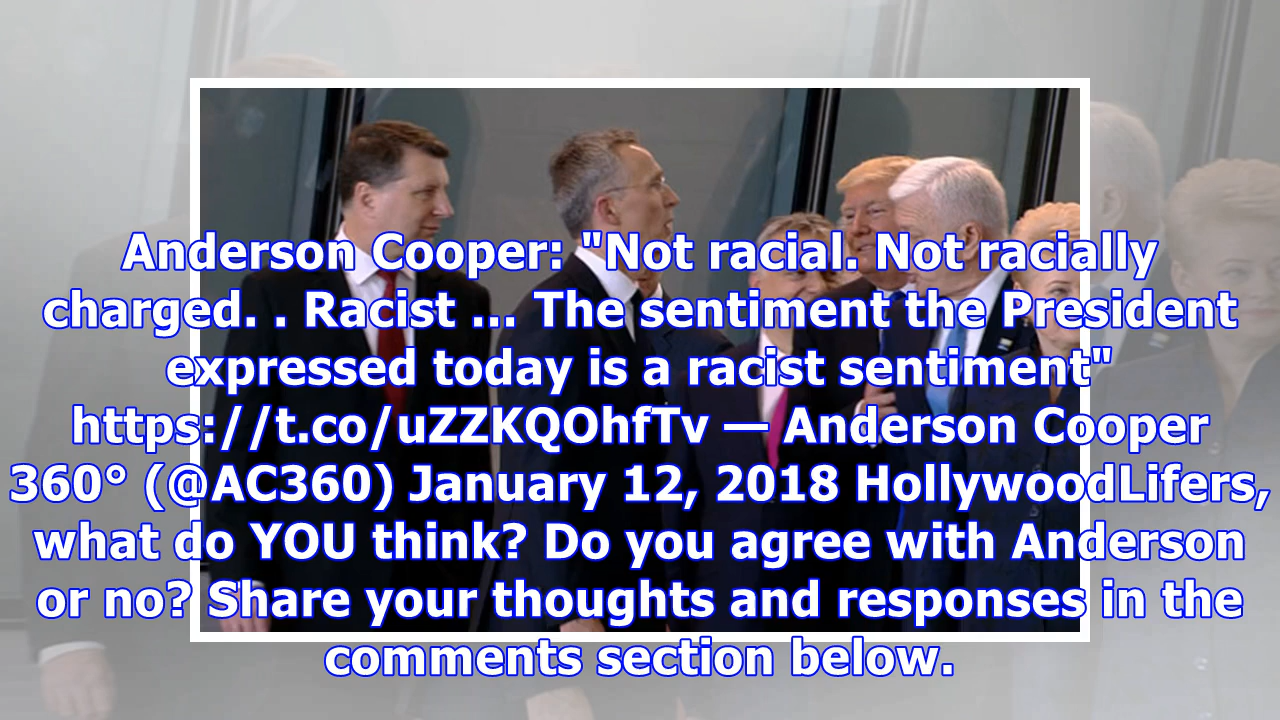 Anderson Cooper: "Not racial. Not racially
charged. . Racist ... The sentiment the President
expressed today is a racist sentiment"
https://t.co/uZZKQOhfTv — Anderson Cooper
360° (@AC360) January 12, 2018 HollywoodLifers,
what do YOU think? Do you agree with Anderson
or no? Share your thoughts and responses in the
comments section below.